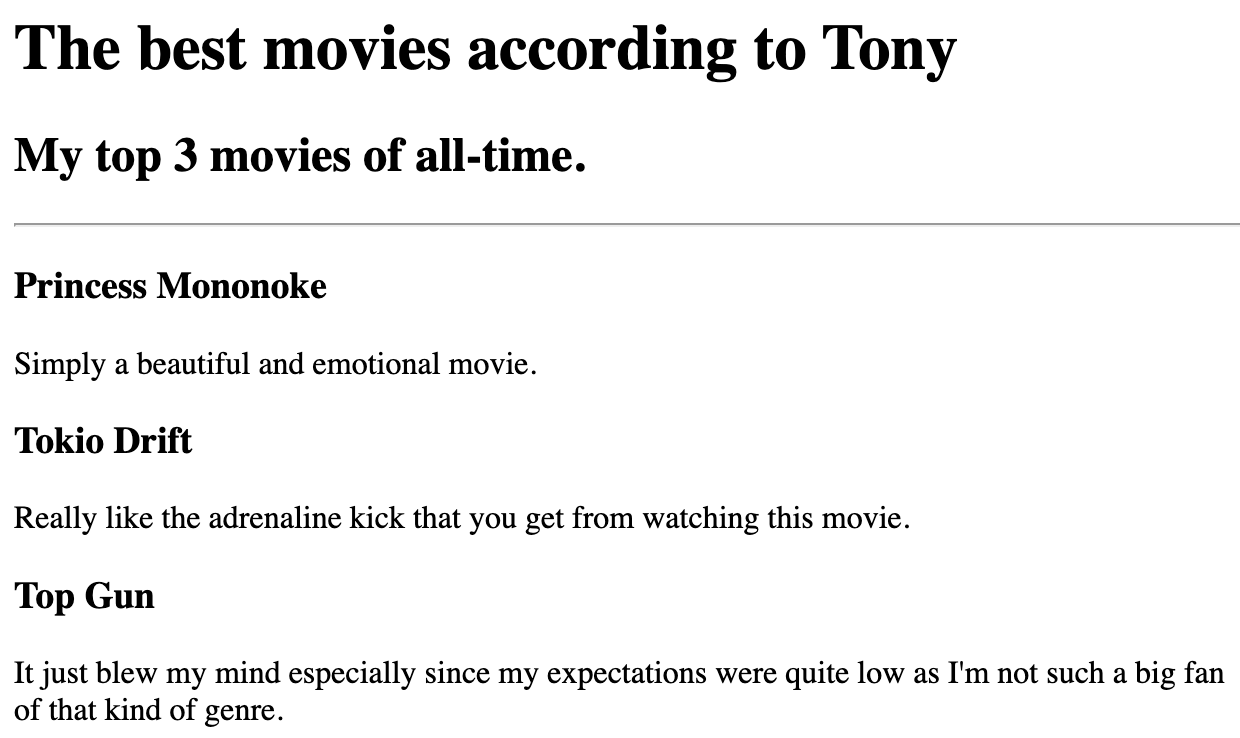 The best movies according to Tony
My top 3 movies of all-time.
Princess Mononoke
Simply a beautiful and emotional movie.
Tokio Drift
Really like the adrenaline kick that you get from watching this movie.
Top Gun
It just blew my mind especially since my expectations were quite low as I'm not such a big fan
of that kind of genre.